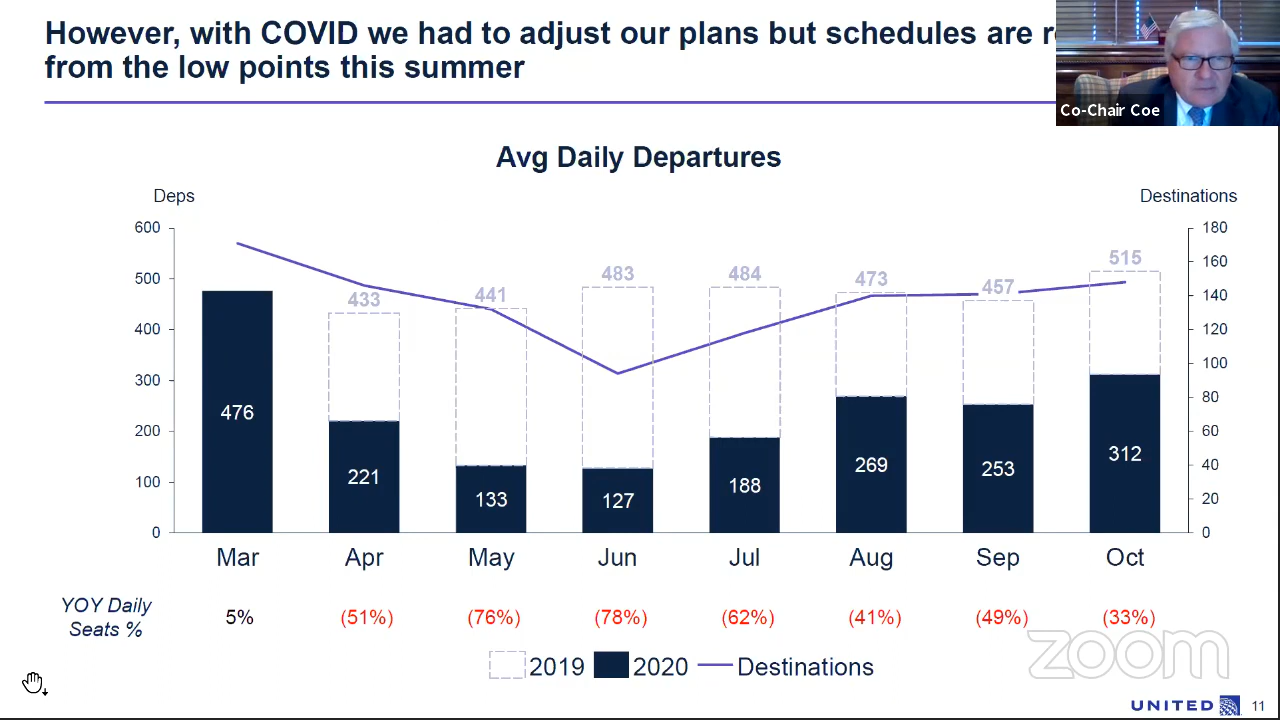 However, with COVID we had to adjust our plans but schedules are
from the low points this summer
Co-Chair Coe
Avg Daily Departures
Deps
Destinations
600
500
400
300
200
100
0
180
160
140
120
100
80
60
40
20
0
433
441
483
484
473
457
515
476
221
133
127
188
269
253
312
Mar
Apr
May
Jun
Jul
Aug
Sep
Oct
YOY Daily
Seats %
5%
(51%)
(76%)
(78%)
(62%)
(41%)
(49%)
(33%)
2019
2020
Destinations
zoom
UNITED
11